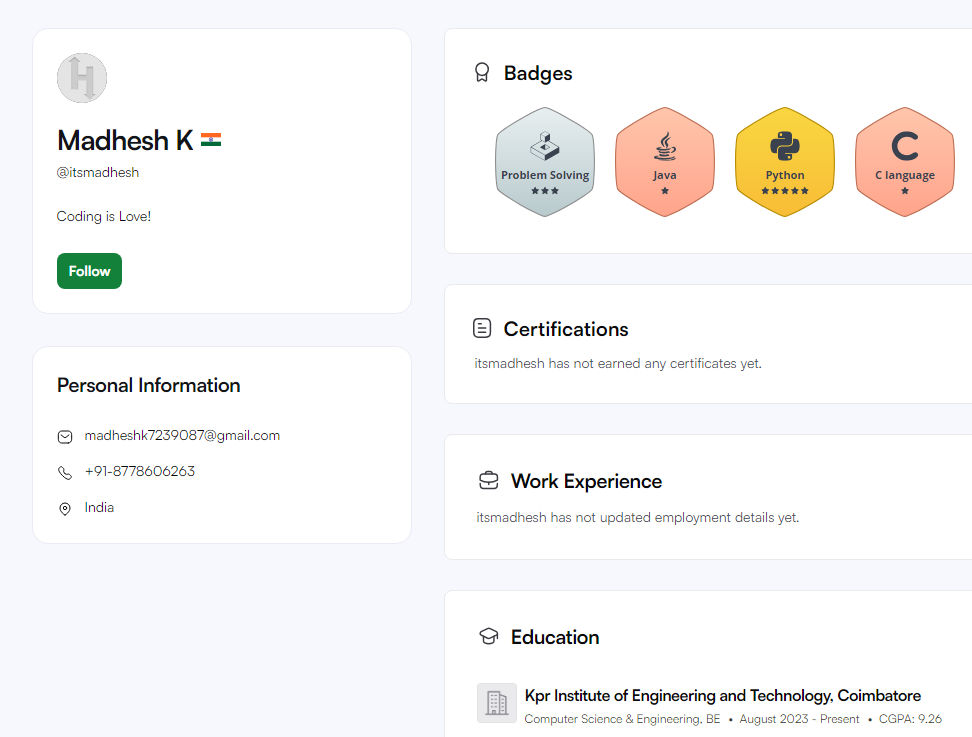 Madhesh K
@itsmadhesh
Coding is Love!
Follow
Personal Information
madheshk7239087@gmail.com
+91-8778606263
India
Badges
Problem Solving
Java
Python
C language
Certifications
itsmadhesh has not earned any certificates yet.
Work Experience
itsmadhesh has not updated employment details yet.
Education
Kpr Institute of Engineering and Technology, Coimbatore
Computer Science & Engineering, BE • August 2023 - Present • CGPA: 9.26